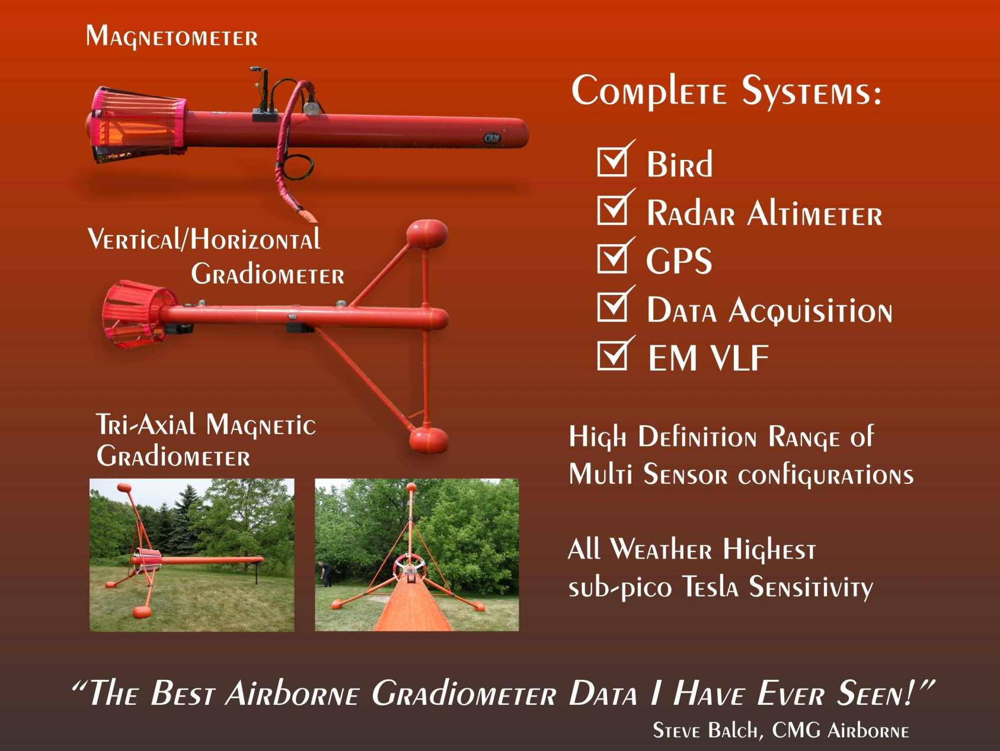 Magnetometer
GEM
Vertical/Horizontal
Gradiometer
Tri-Axial Magnetic
Gradiometer
Complete Systems:
Bird
Radar Altimeter
GPS
Data Acquisition
EM VLF
High Definition Range of
Multi Sensor configurations
All Weather Highest
sub-pico Tesla Sensitivity
“The Best Airborne Gradiometer Data I Have Ever Seen!”
Steve Balch, CMG Airborne